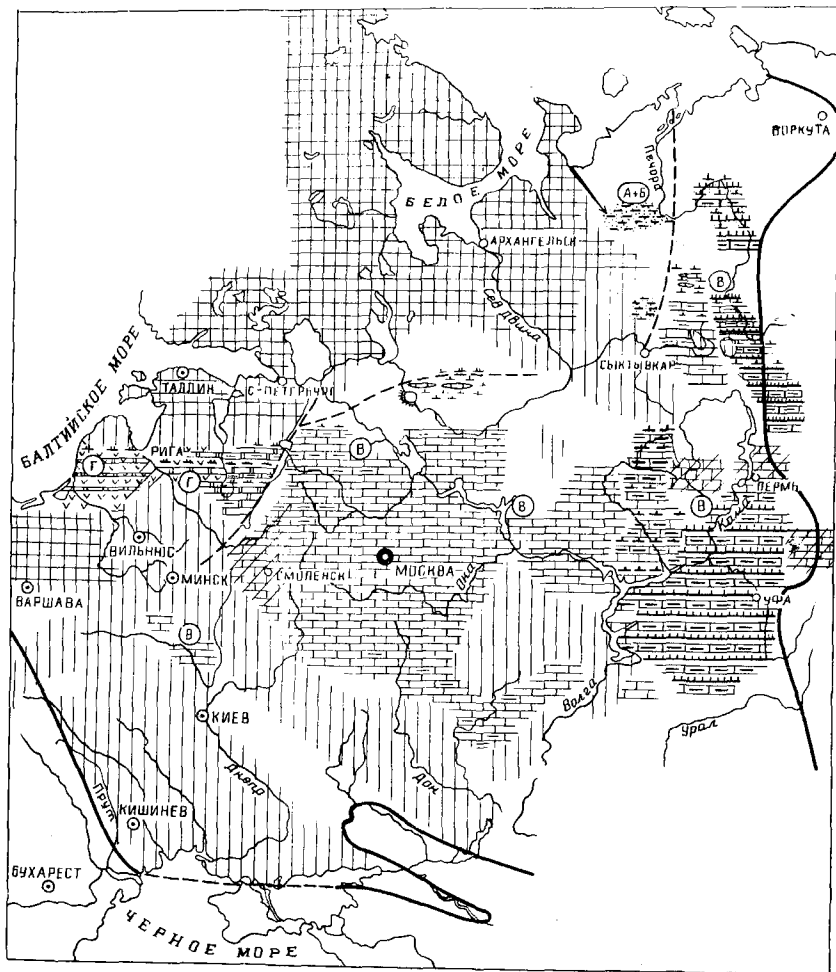 ВОРКУТА
Печора
А+Б
БЕЛОЕ МОРЕ
АРХАНГЕЛЬСК
В
Сев Двина
СЫКТЫВКАР
БАЛТИЙСКОЕ МОРЕ
ТАЛЛИН
С-ПЕТЕРБУРГ
В
РИГА
Г
Г
В
ПЕРМЬ
В
Кама
ВИЛЬНЮС
МИНСК
СМОЛЕНСК
МОСКВА
Ока
ВАРШАВА
УФА
В
Волга
КИЕВ
Урал
Днепр
Дон
Прут
КИШИНЕВ
БУХАРЕСТ
ЧЕРНОЕ МОРЕ